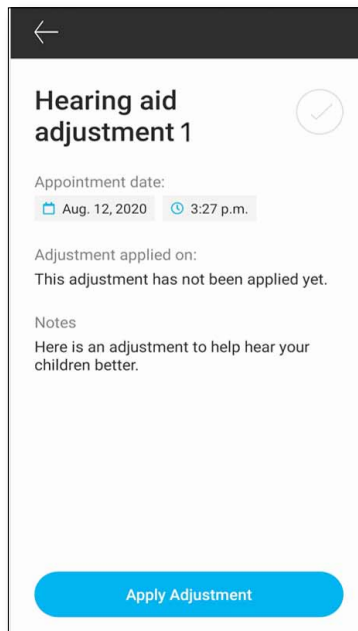 Hearing aid
adjustment 1
Appointment date:
Aug. 12, 2020 3:27 p.m.
Adjustment applied on:
This adjustment has not been applied yet.
Notes
Here is an adjustment to help hear your
children better.
Apply Adjustment